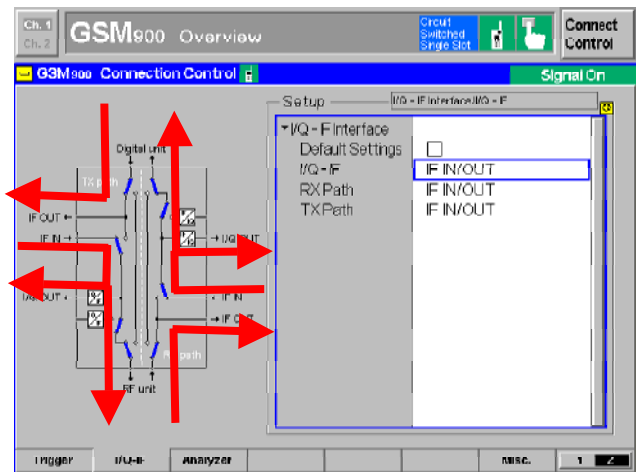 Ch. 1
Ch. 2
GSM900 Overview
Circuit
Switched
Single Slot
Connect
Control
GSM900 Connection Control
Signal On
Setup
I/Q - IF Interface/I/Q - IF
I/Q - IF Interface
Default Settings
I/Q - IF
IF IN/OUT
RX Path
IF IN/OUT
TX Path
IF IN/OUT
Digital unit
TX path
IF OUT
IF IN
IF IN
IF OUT
path
RF unit
Trigger
I/Q-IF
Analyzer
Misc.
1
2